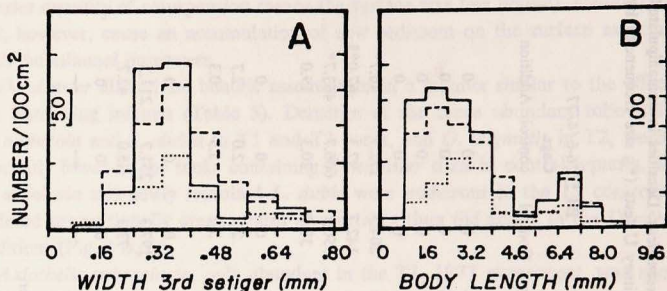 A
B
NUMBER/100cm²
50
100
0 .16 .32 .48 .64 .80
0 1.6 3.2 4.8 6.4 8.0 9.6
WIDTH 3rd setiger (mm)
BODY LENGTH (mm)